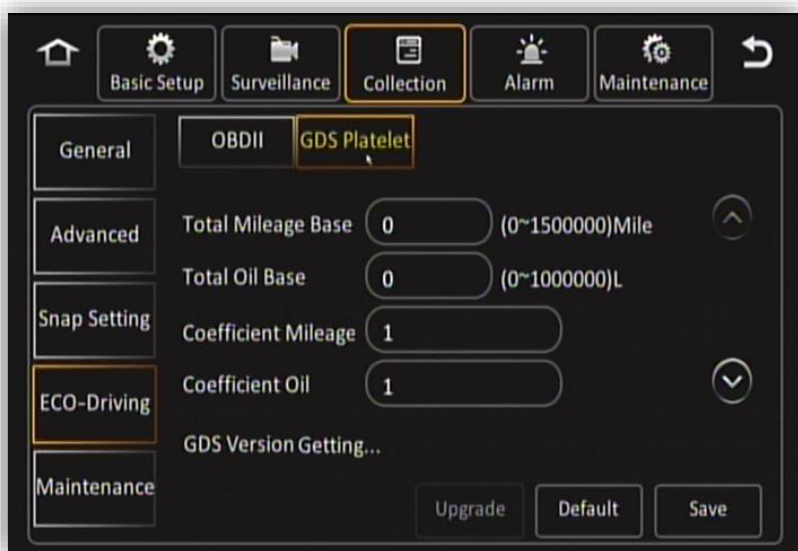 Basic Setup Surveillance Collection Alarm Maintenance
General
OBDII GDS Platelet
Advanced
Total Mileage Base 0 (0~1500000)Mile
Total Oil Base 0 (0~1000000)L
Snap Setting
Coefficient Mileage 1
ECO-Driving
Coefficient Oil 1
GDS Version Getting...
Maintenance
Upgrade Default Save